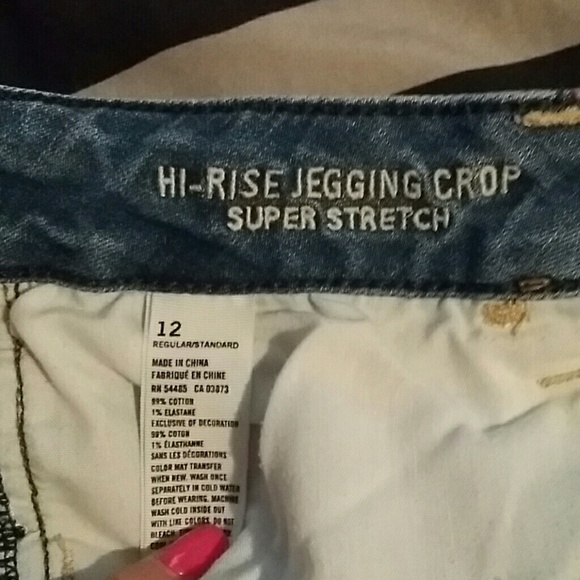 HI-RISE JEGGING CROP
SUPER STRETCH
12
REGULAR/STANDARD
MADE IN CHINA
FABRIQUÉ EN CHINE
RN 54485 CA 03873
99% COTTON
1% ELASTANE
EXCLUSIVE OF DECORATION
99% COTON
1% ÉLASTHANNE
SANS LES DÉCORATIONS
COLOR MAY TRANSFER
WHEN NEW. WASH ONCE
SEPARATELY IN COLD WATER
BEFORE WEARING. MACHINE
WASH COLD INSIDE OUT
WITH LIKE COLORS. DO NOT
BLEACH.